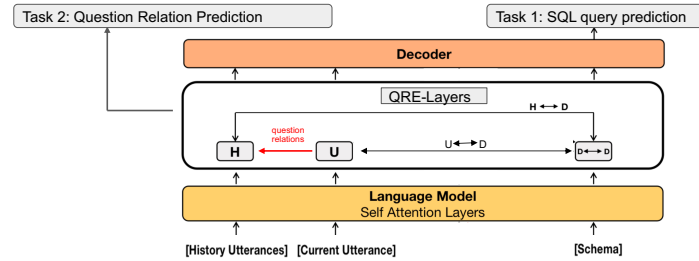 Task 2: Question Relation Prediction
Task 1: SQL query prediction
Decoder
QRE-Layers
H ⟷ D
question
relations
H
U
U ⟷ D
D ⟷ D
Language Model
Self Attention Layers
[History Utterances] [Current Utterance] [Schema]